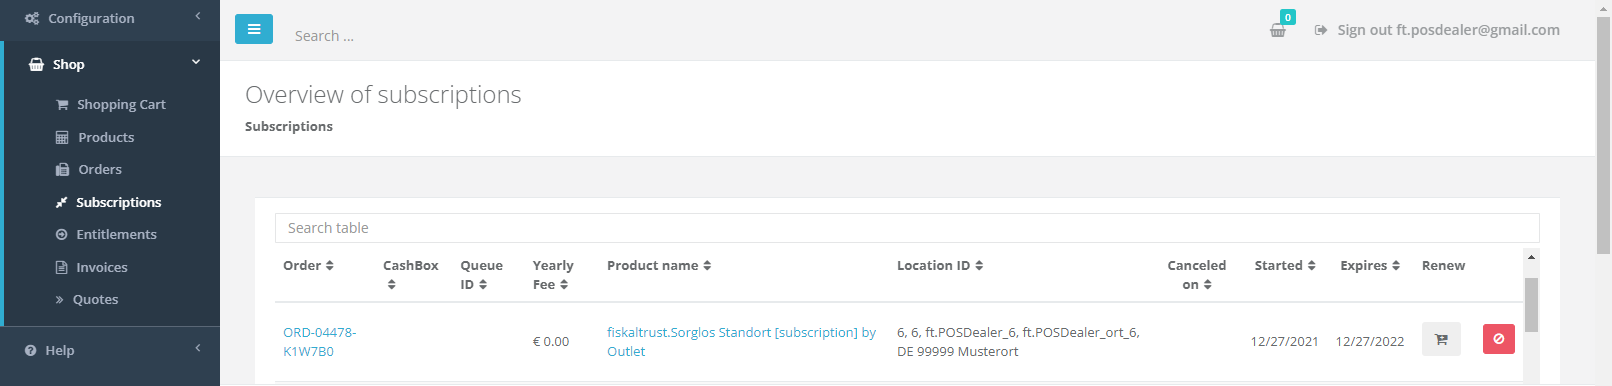 Configuration
Shop
Shopping Cart
Products
Orders
Subscriptions
Entitlements
Invoices
Quotes
Help
Search ...
0
Sign out ft.posdealer@gmail.com
Overview of subscriptions
Subscriptions
Search table
Order CashBox Queue ID Yearly Fee Product name Location ID Canceled on Started Expires Renew
ORD-04478-
K1W7B0
€ 0.00
fiskaltrust.Sorglos Standort [subscription] by
Outlet
6, 6, ft.POSDealer_6, ft.POSDealer_ort_6,
DE 99999 Musterort
12/27/2021
12/27/2022